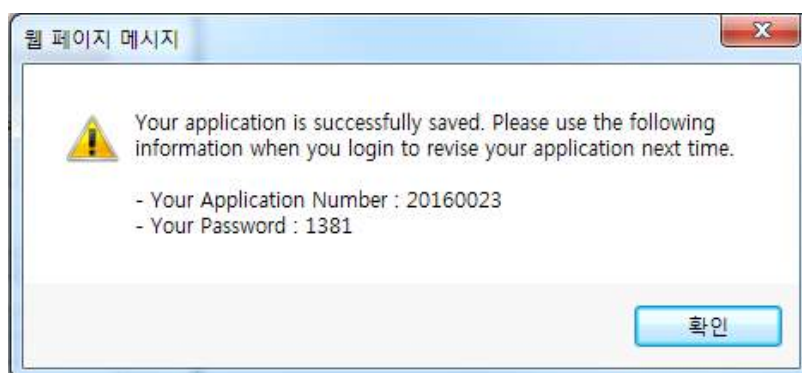 웹 페이지 메시지
Your application is successfully saved. Please use the following
information when you login to revise your application next time.
- Your Application Number : 20160023
- Your Password : 1381
확인